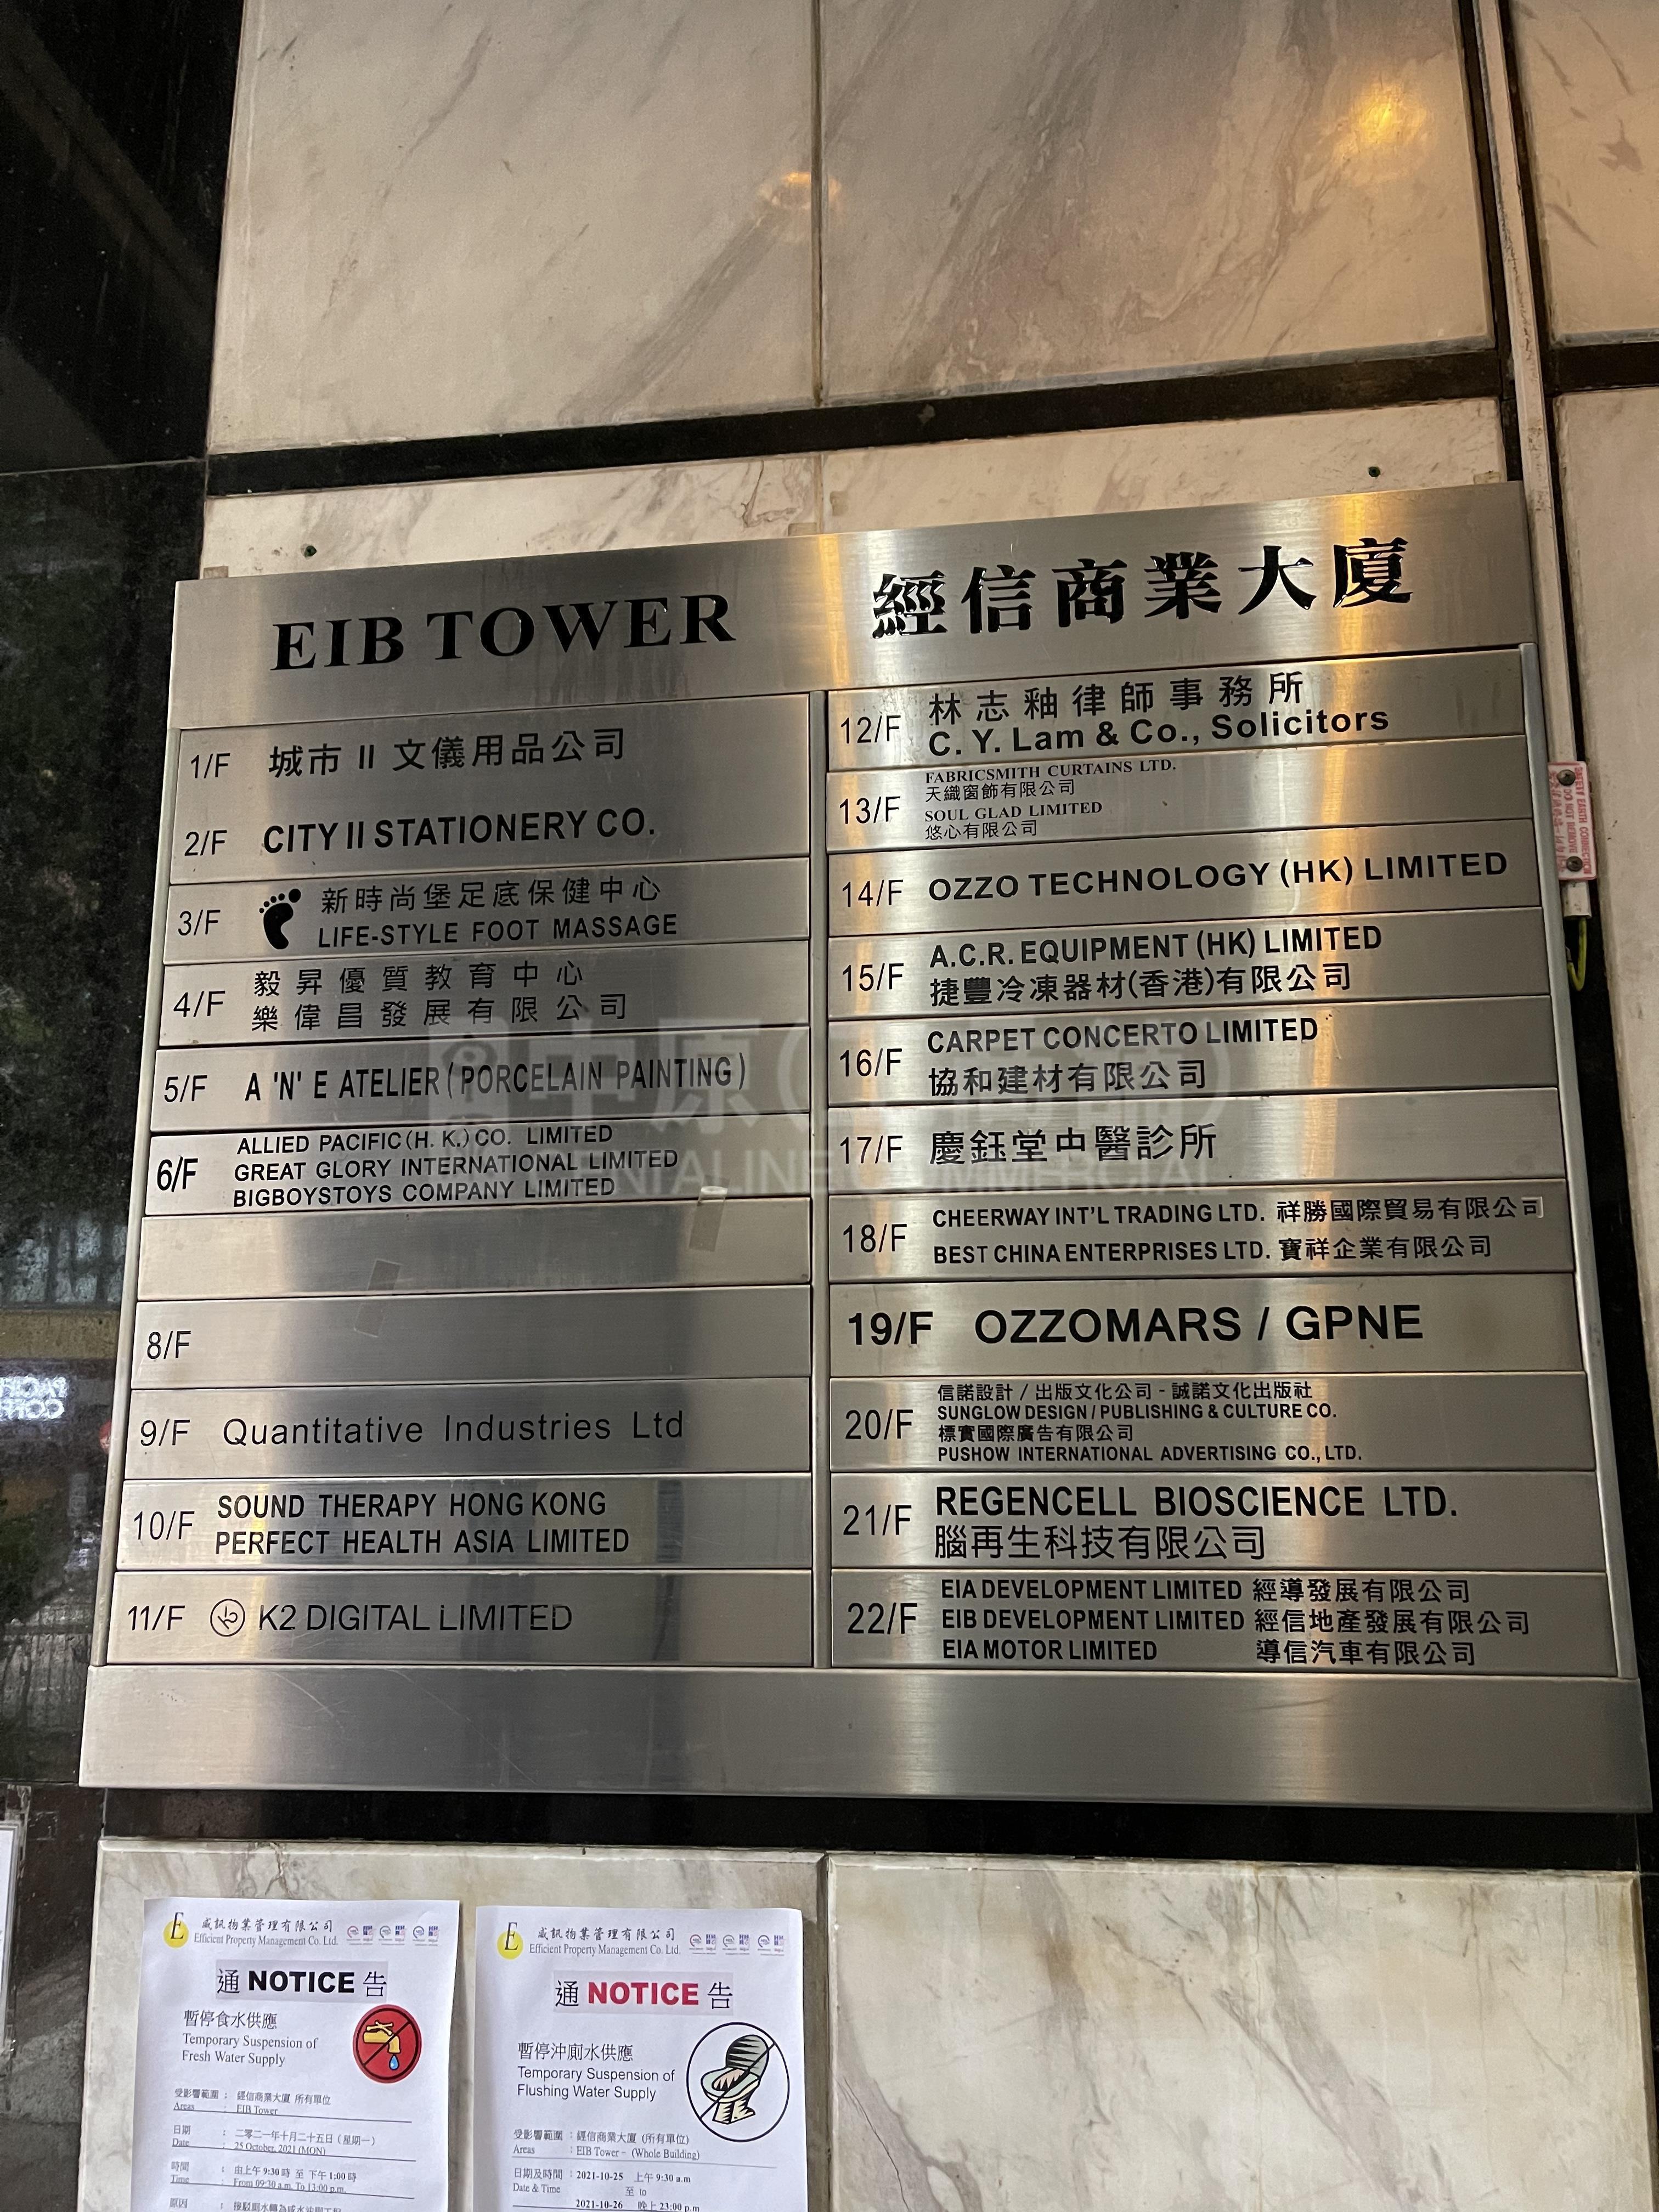 EIB TOWER 經信商業大廈
1/F 城市 II 文儀用品公司
2/F CITY II STATIONERY CO.
3/F 新時尚堡足底保健中心
LIFE-STYLE FOOT MASSAGE
4/F 毅昇優質教育中心
樂偉昌發展有限公司
5/F A 'N' E ATELIER (PORCELAIN PAINTING)
6/F ALLIED PACIFIC (H. K.) CO. LIMITED
GREAT GLORY INTERNATIONAL LIMITED
BIGBOYSTOYS COMPANY LIMITED
8/F
9/F Quantitative Industries Ltd
10/F SOUND THERAPY HONG KONG
PERFECT HEALTH ASIA LIMITED
11/F K2 DIGITAL LIMITED
12/F 林志釉律師事務所
C. Y. Lam & Co., Solicitors
13/F FABRICSMITH CURTAINS LTD.
天織窗飾有限公司
SOUL GLAD LIMITED
悠心有限公司
14/F OZZO TECHNOLOGY (HK) LIMITED
15/F A.C.R. EQUIPMENT (HK) LIMITED
捷豐冷凍器材(香港)有限公司
16/F CARPET CONCERTO LIMITED
協和建材有限公司
17/F 慶鈺堂中醫診所
18/F CHEERWAY INT'L TRADING LTD. 祥勝國際貿易有限公司
BEST CHINA ENTERPRISES LTD. 寶祥企業有限公司
19/F OZZOMARS / GPNE
20/F 信諾設計 / 出版文化公司 - 誠諾文化出版社
SUNGLOW DESIGN / PUBLISHING & CULTURE CO.
標實國際廣告有限公司
PUSHOW INTERNATIONAL ADVERTISING CO., LTD.
21/F REGENCELL BIOSCIENCE LTD.
腦再生科技有限公司
22/F EIA DEVELOPMENT LIMITED 經導發展有限公司
EIB DEVELOPMENT LIMITED 經信地產發展有限公司
EIA MOTOR LIMITED 導信汽車有限公司
E 威訊物業管理有限公司
Efficient Property Management Co. Ltd.
通 NOTICE 告
暫停食水供應
Temporary Suspension of
Fresh Water Supply
受影響範圍 : 經信商業大廈 所有單位
Areas : EIB Tower
日期 : 二零二一年十月二十五日 (星期一)
Date : 25 October, 2021 (MON)
時間 : 由上午 9:30 時 至 下午 1:00 時
Time : From 09:30 a.m. To 13:00 p.m.
原因 :
E 威訊物業管理有限公司
Efficient Property Management Co. Ltd.
通 NOTICE 告
暫停沖廁水供應
Temporary Suspension of
Flushing Water Supply
受影響範圍 : 經信商業大廈 (所有單位)
Areas : EIB Tower - (Whole Building)
日期及時間 : 2021-10-25 上午 9:30 a.m
Date & Time 至 to
2021-10-26 晚上 23:00 p.m